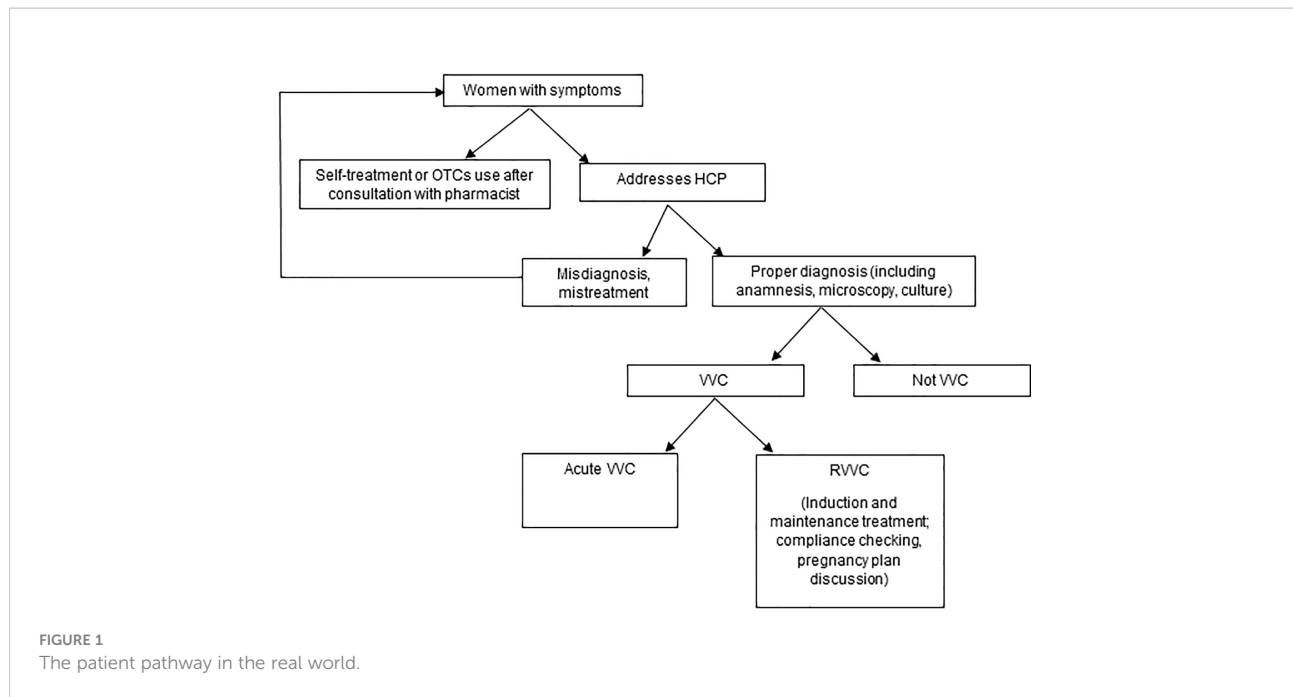 Women with symptoms
Self-treatment or OTCs use after
consultation with pharmacist
Addresses HCP
Misdiagnosis,
mistreatment
Proper diagnosis (including
anamnesis, microscopy, culture)
VVC
Not VVC
Acute VVC
RVVC
(Induction and
maintenance treatment;
compliance checking,
pregnancy plan
discussion)
FIGURE 1
The patient pathway in the real world.